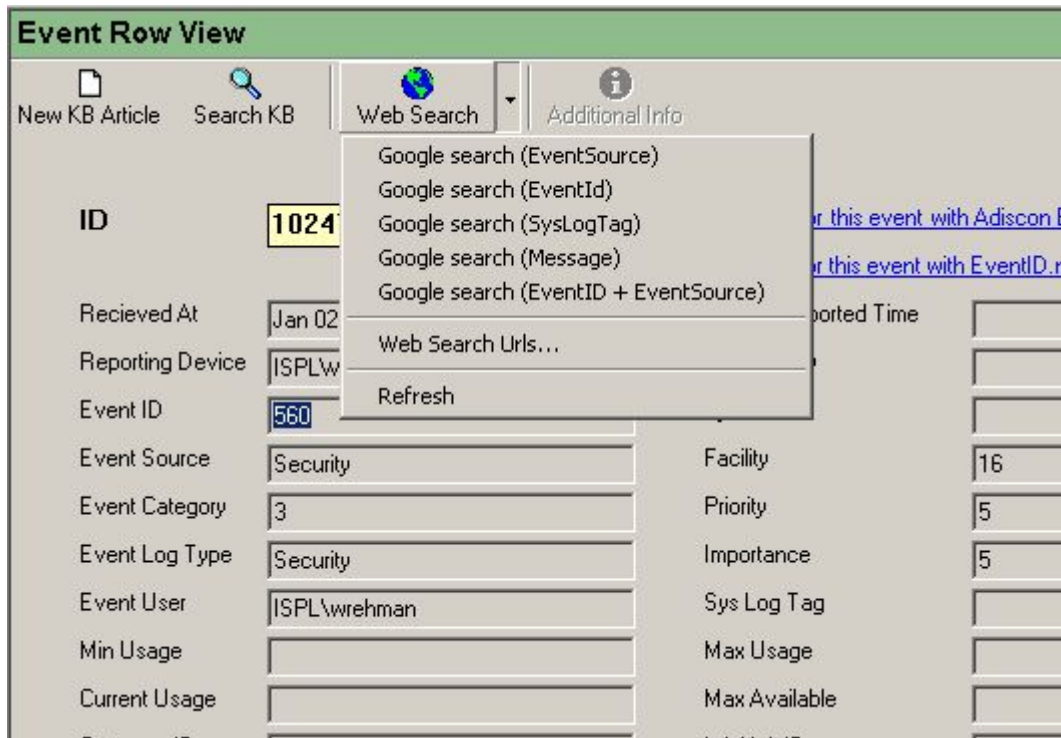 Event Row View
New KB Article Search KB Web Search Additional Info
Google search (EventSource)
Google search (EventId)
Google search (SysLogTag)
Google search (Message)
Google search (EventID + EventSource)
Web Search Urls...
Refresh
ID 1024 this event with Adiscon
this event with
Recieved At Jan 02 Time
Reporting Device
Event ID 560
Event Source Security Facility 16
Event Category 3 Priority 5
Event Log Type Security Importance 5
Event User ISPL\wrehman Sys Log Tag
Min Usage Max Usage
Current Usage Max Available